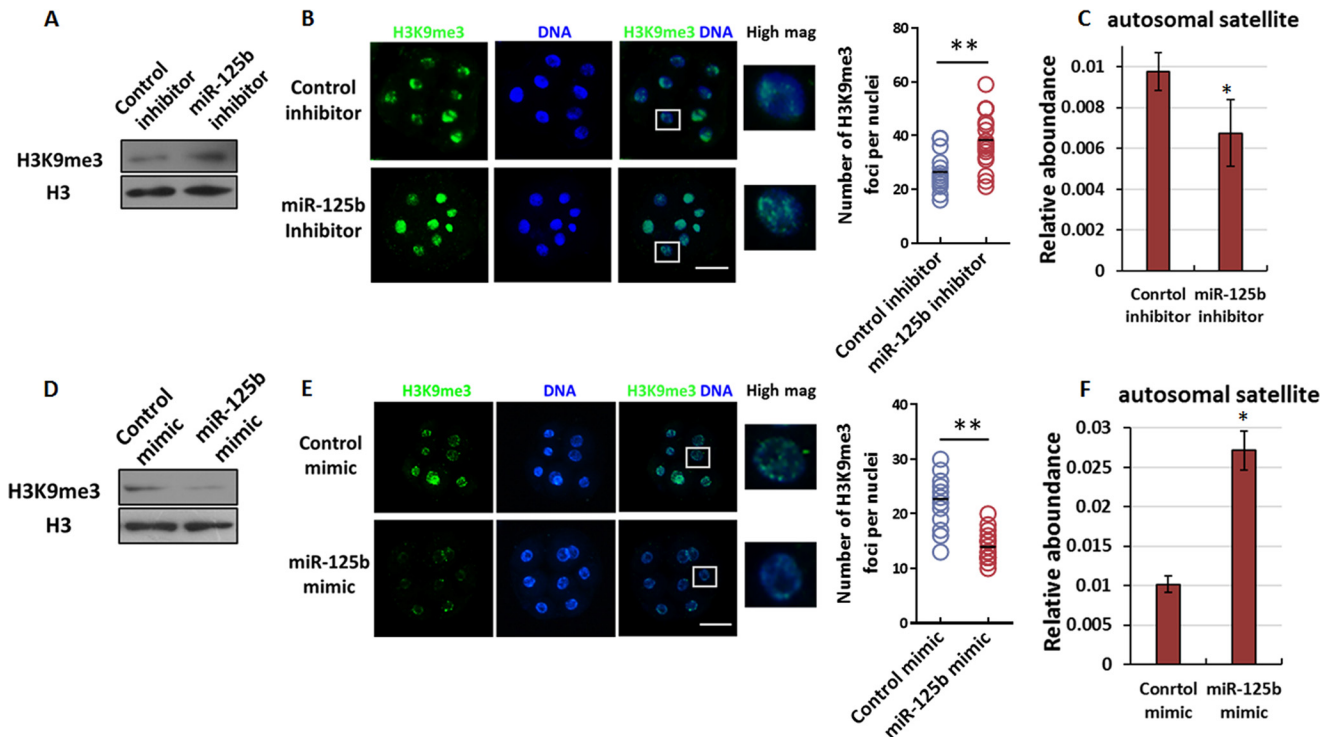 A
Control
inhibitor
miR-125b
inhibitor
H3K9me3
H3
B
H3K9me3
DNA
H3K9me3 DNA
High mag
Control
inhibitor
miR-125b
Inhibitor
Number of H3K9me3
foci per nuclei
80
60
40
20
0
**
Control inhibitor
miR-125b inhibitor
C
autosomal satellite
Relative aboundance
0.01
0.008
0.006
0.004
0.002
0
*
Conrtol
inhibitor
miR-125b
inhibitor
D
Control
mimic
miR-125b
mimic
H3K9me3
H3
E
H3K9me3
DNA
H3K9me3 DNA
High mag
Control
mimic
miR-125b
mimic
Number of H3K9me3
foci per nuclei
40
30
20
10
0
**
Control mimic
miR-125b mimic
F
autosomal satellite
Relative aboundance
0.03
0.025
0.02
0.015
0.01
0.005
0
*
Conrtol
mimic
miR-125b
mimic